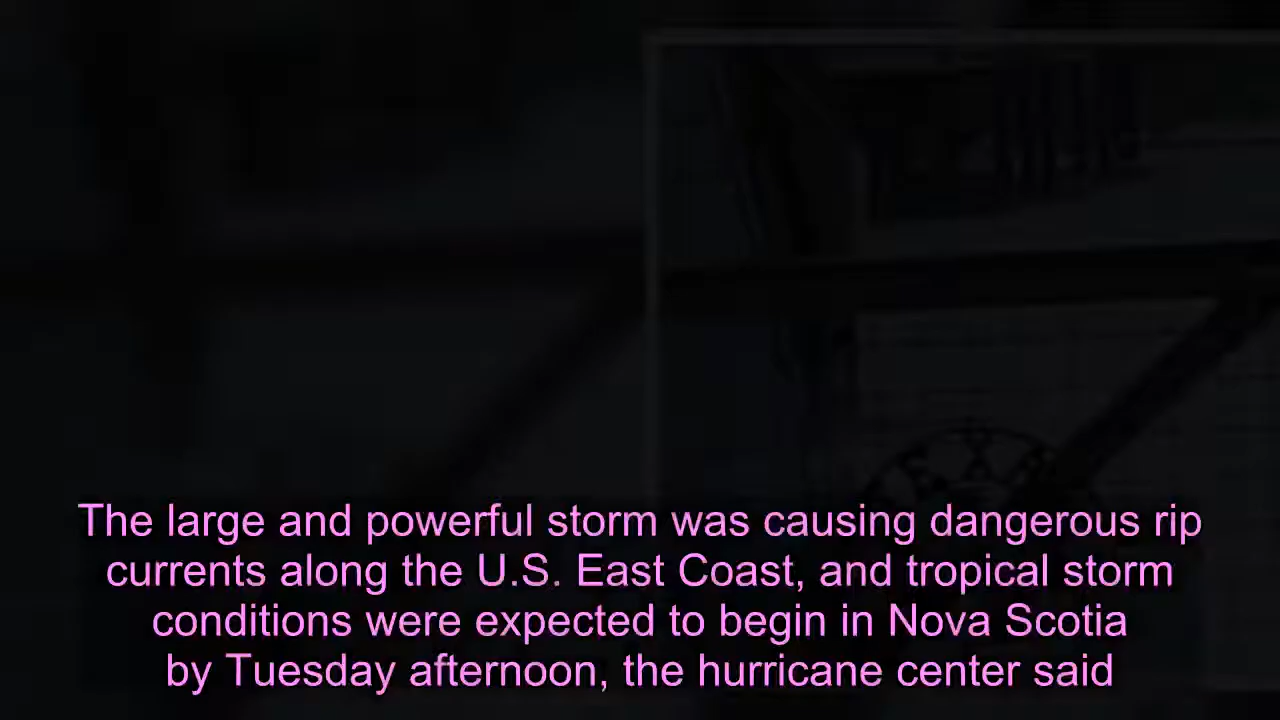 The large and powerful storm was causing dangerous rip
currents along the U.S. East Coast, and tropical storm
conditions were expected to begin in Nova Scotia
by Tuesday afternoon, the hurricane center said